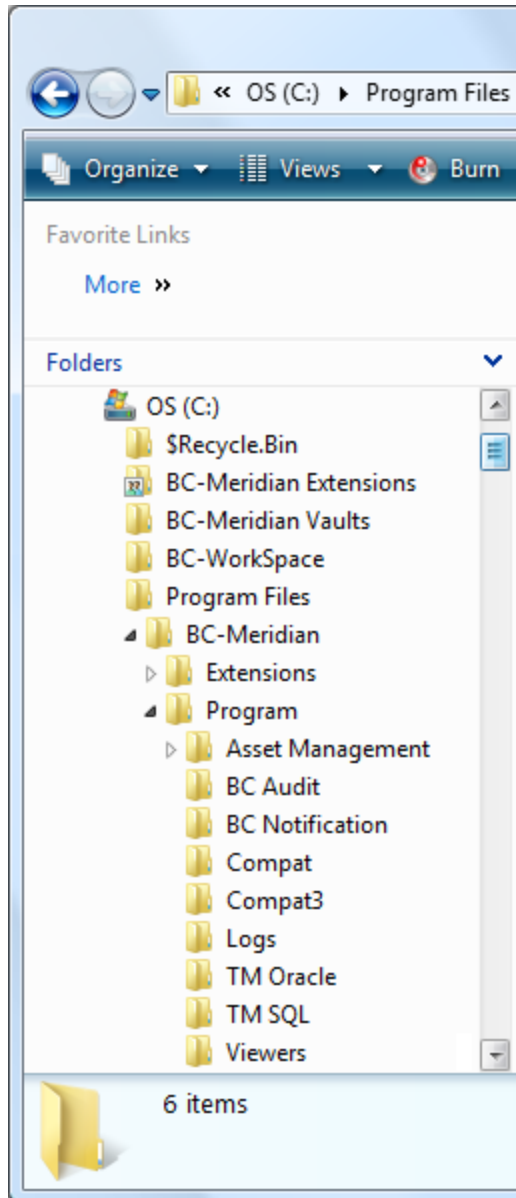 « OS (C:) ▸ Program Files
Organize Views Burn
Favorite Links
More »
Folders
OS (C:)
$Recycle.Bin
BC-Meridian Extensions
BC-Meridian Vaults
BC-WorkSpace
Program Files
BC-Meridian
Extensions
Program
Asset Management
BC Audit
BC Notification
Compat
Compat3
Logs
TM Oracle
TM SQL
Viewers
6 items